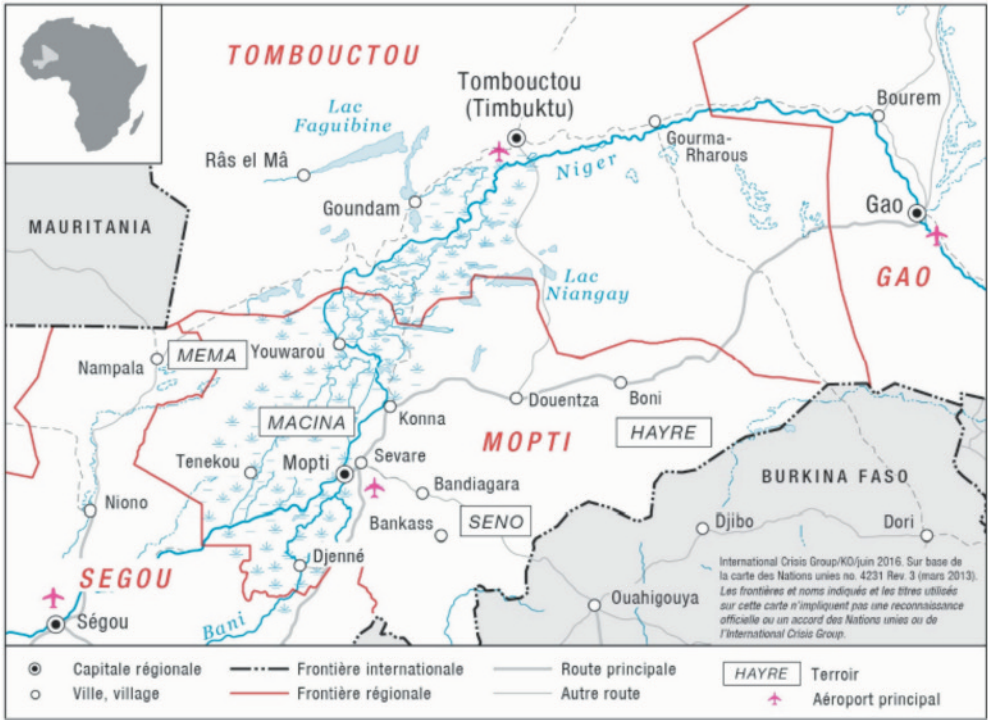 TOMBOUCTOU
Tombouctou
(Timbuktu)
Lac
Faguibine
Bourem
Gourma-
Rharous
Niger
Râs el Mâ
Goundam
Gao
MAURITANIA
GAO
Lac
Niangay
Nampala
MEMA
Youwarou
Douentza
Boni
Konna
MACINA
MOPTI
HAYRE
Tenekou
Mopti
Sevare
Bandiagara
BURKINA FASO
Niono
Bankass
SENO
Djibo
Dori
Djenné
SEGOU
Ségou
Bani
Ouahigouya
International Crisis Group/KO/juin 2016. Sur base de
la carte des Nations unies no. 4231 Rev. 3 (mars 2013).
Les frontières et noms indiqués et les titres utilisés
sur cette carte n'impliquent pas une reconnaissance
officielle ou un accord des Nations unies ou de
l'International Crisis Group.
Capitale régionale
Frontière internationale
Route principale
HAYRE
Terroir
Ville, village
Frontière régionale
Autre route
Aéroport principal